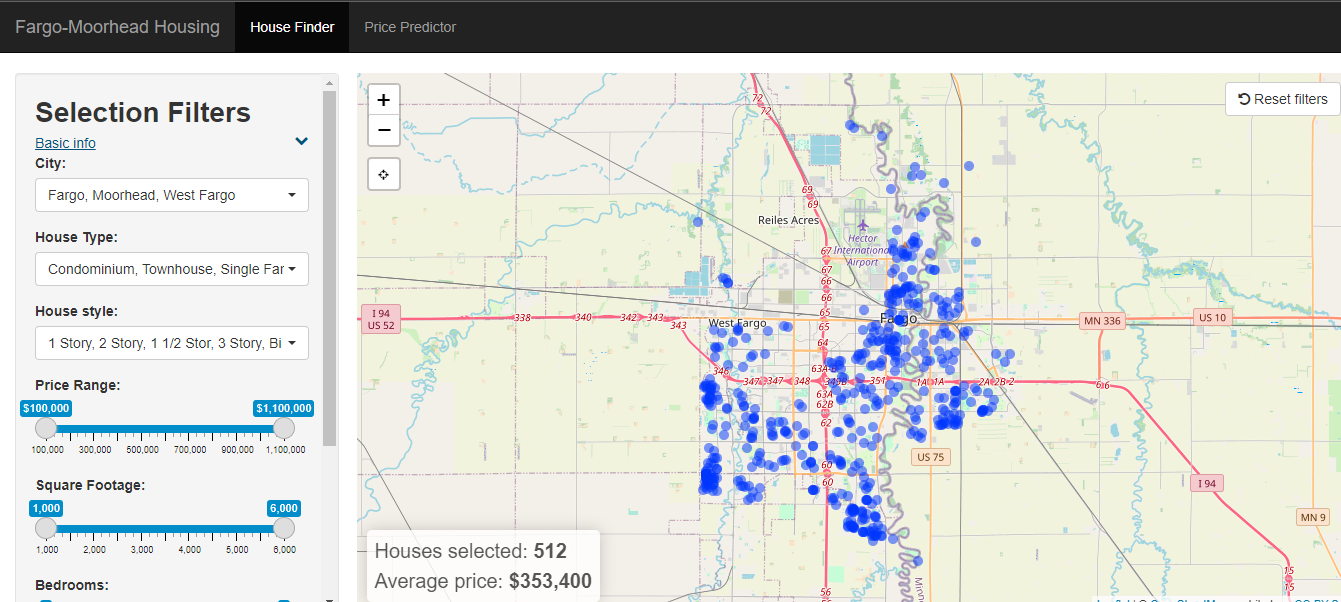 Fargo-Moorhead Housing House Finder Price Predictor
Selection Filters
Basic info
City:
Fargo, Moorhead, West Fargo
House Type:
Condominium, Townhouse, Single Far
House style:
1 Story, 2 Story, 1 1/2 Stor, 3 Story, Bi
Price Range:
$100,000 $1,100,000
100,000 300,000 500,000 700,000 900,000 1,100,000
Square Footage:
1,000 6,000
1,000 2,000 3,000 4,000 5,000 6,000
Bedrooms:
+
−
Reset filters
72
72
69
69
Reiles Acres
Hector
International
Airport
67
67
66
66
I 94
US 52
338 340 342 343
343
West Fargo
65
65
Fargo
MN 336
US 10
64
346
63A-B
347 347 348 349B 351 1A 1A 2A 2B 2
6 6
63A
62B
62
US 75
60
60
I 94
MN 9
15
15
56
Houses selected: 512
Average price: $353,400